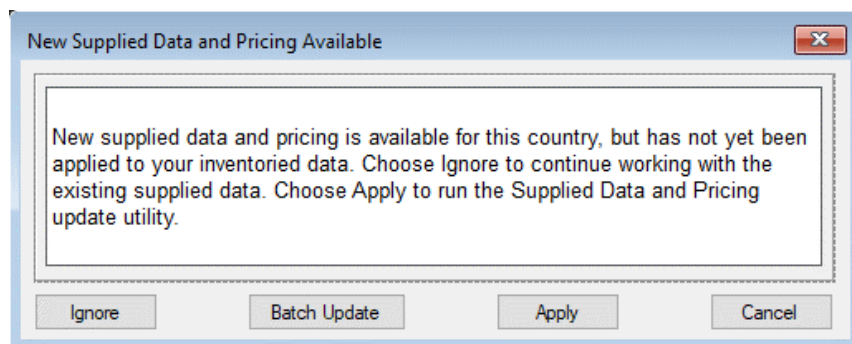 New Supplied Data and Pricing Available
New supplied data and pricing is available for this country, but has not yet been
applied to your inventoried data. Choose Ignore to continue working with the
existing supplied data. Choose Apply to run the Supplied Data and Pricing
update utility.
Ignore
Batch Update
Apply
Cancel